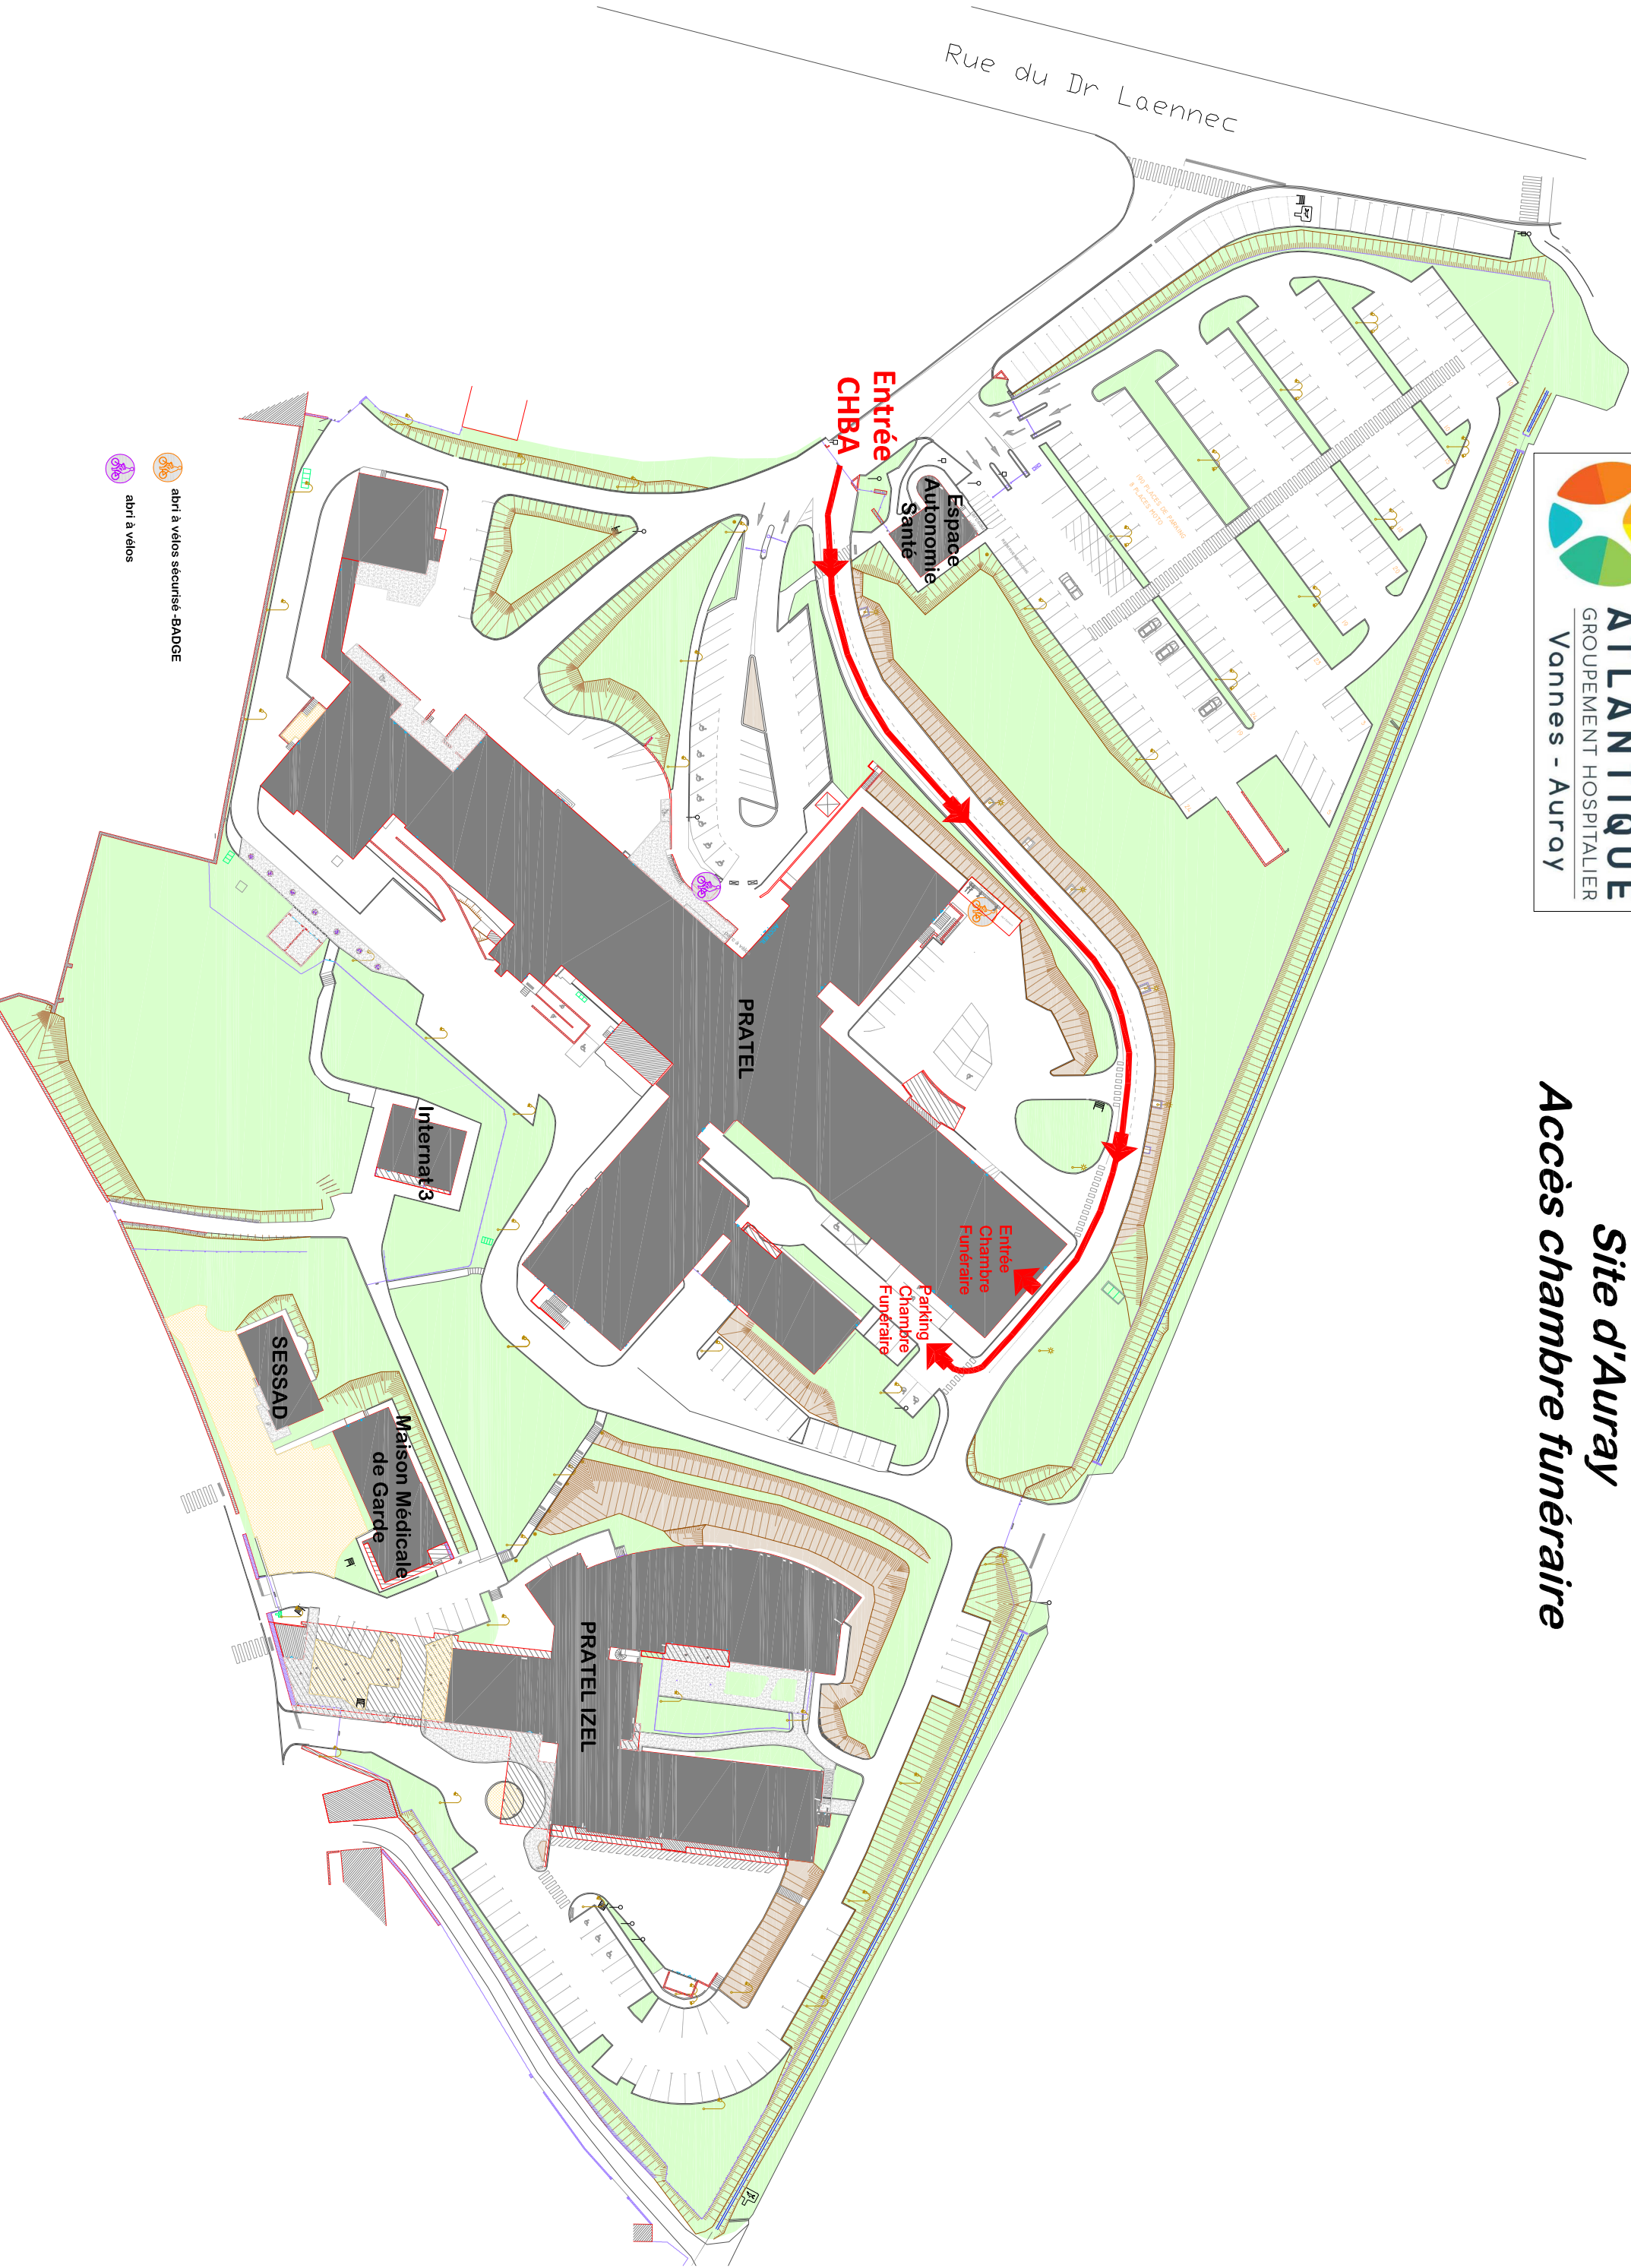 ATLANTIQUE
GROUPEMENT HOSPITALIER
Vannes - Auray
Site d'Auray
Accès chambre funéraire
Rue du Dr Laennec
Entrée
CHBA
Espace
Autonomie
Santé
PRATEL
Entrée
Chambre
Funéraire
Parking
Chambre
Funéraire
Internat 3
SESSAD
Maison Médicale
de Garde
PRATEL IZEL
abri à vélos sécurisé -BADGE
abri à vélos